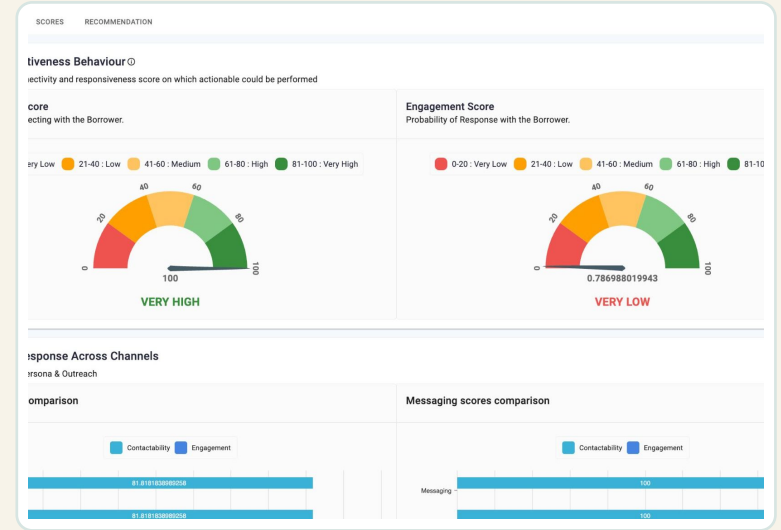 SCORES RECOMMENDATION
tiveness Behaviour
nectivity and responsiveness score on which actionable could be performed
core
ecting with the Borrower.
Engagement Score
Probability of Response with the Borrower.
ery Low 21-40 : Low 41-60 : Medium 61-80 : High 81-100 : Very High
0-20 : Very Low 21-40 : Low 41-60 : Medium 61-80 : High 81-10
0 20 40 60 80 100
100
VERY HIGH
0 20 40 60 80 100
0.786988019943
VERY LOW
esponse Across Channels
ersona & Outreach
omparison
Messaging scores comparison
Contactability Engagement
Contactability Engagement
81.8181838989258
81.8181838989258
Messaging
100
100